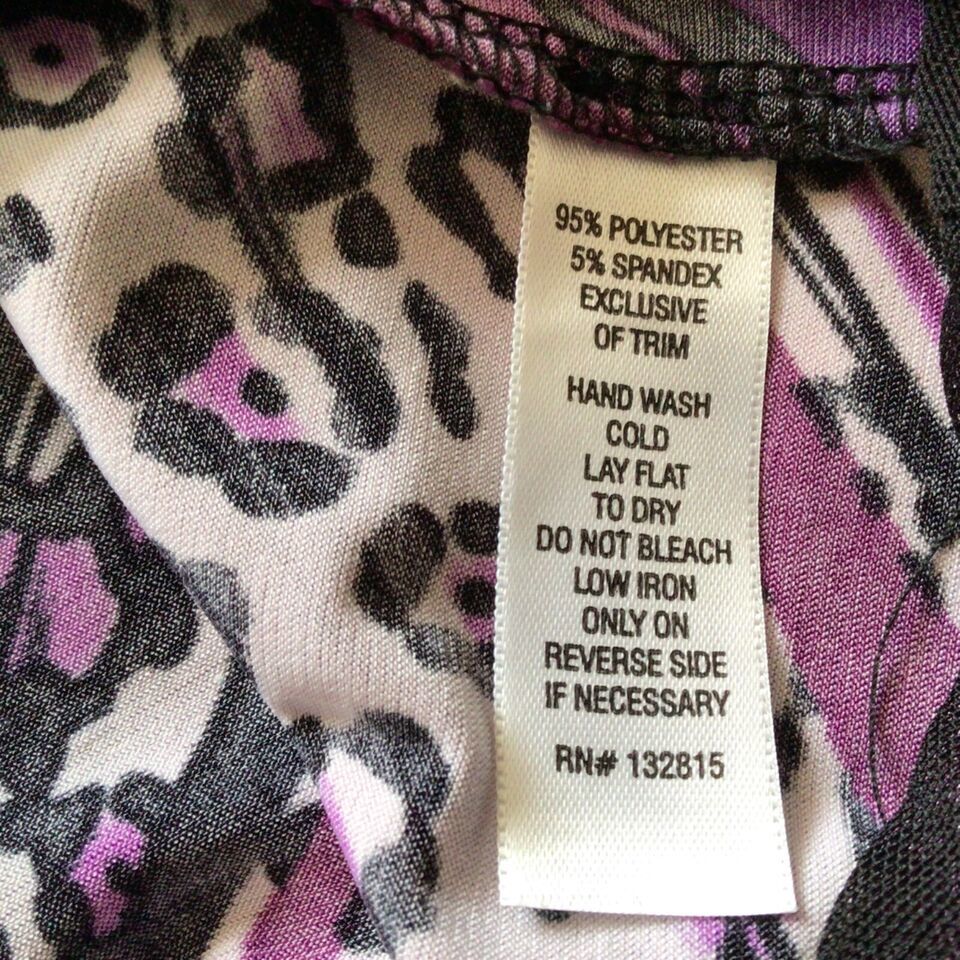 95% POLYESTER
5% SPANDEX
EXCLUSIVE
OF TRIM
HAND WASH
COLD
LAY FLAT
TO DRY
DO NOT BLEACH
LOW IRON
ONLY ON
REVERSE SIDE
IF NECESSARY
RN# 132815